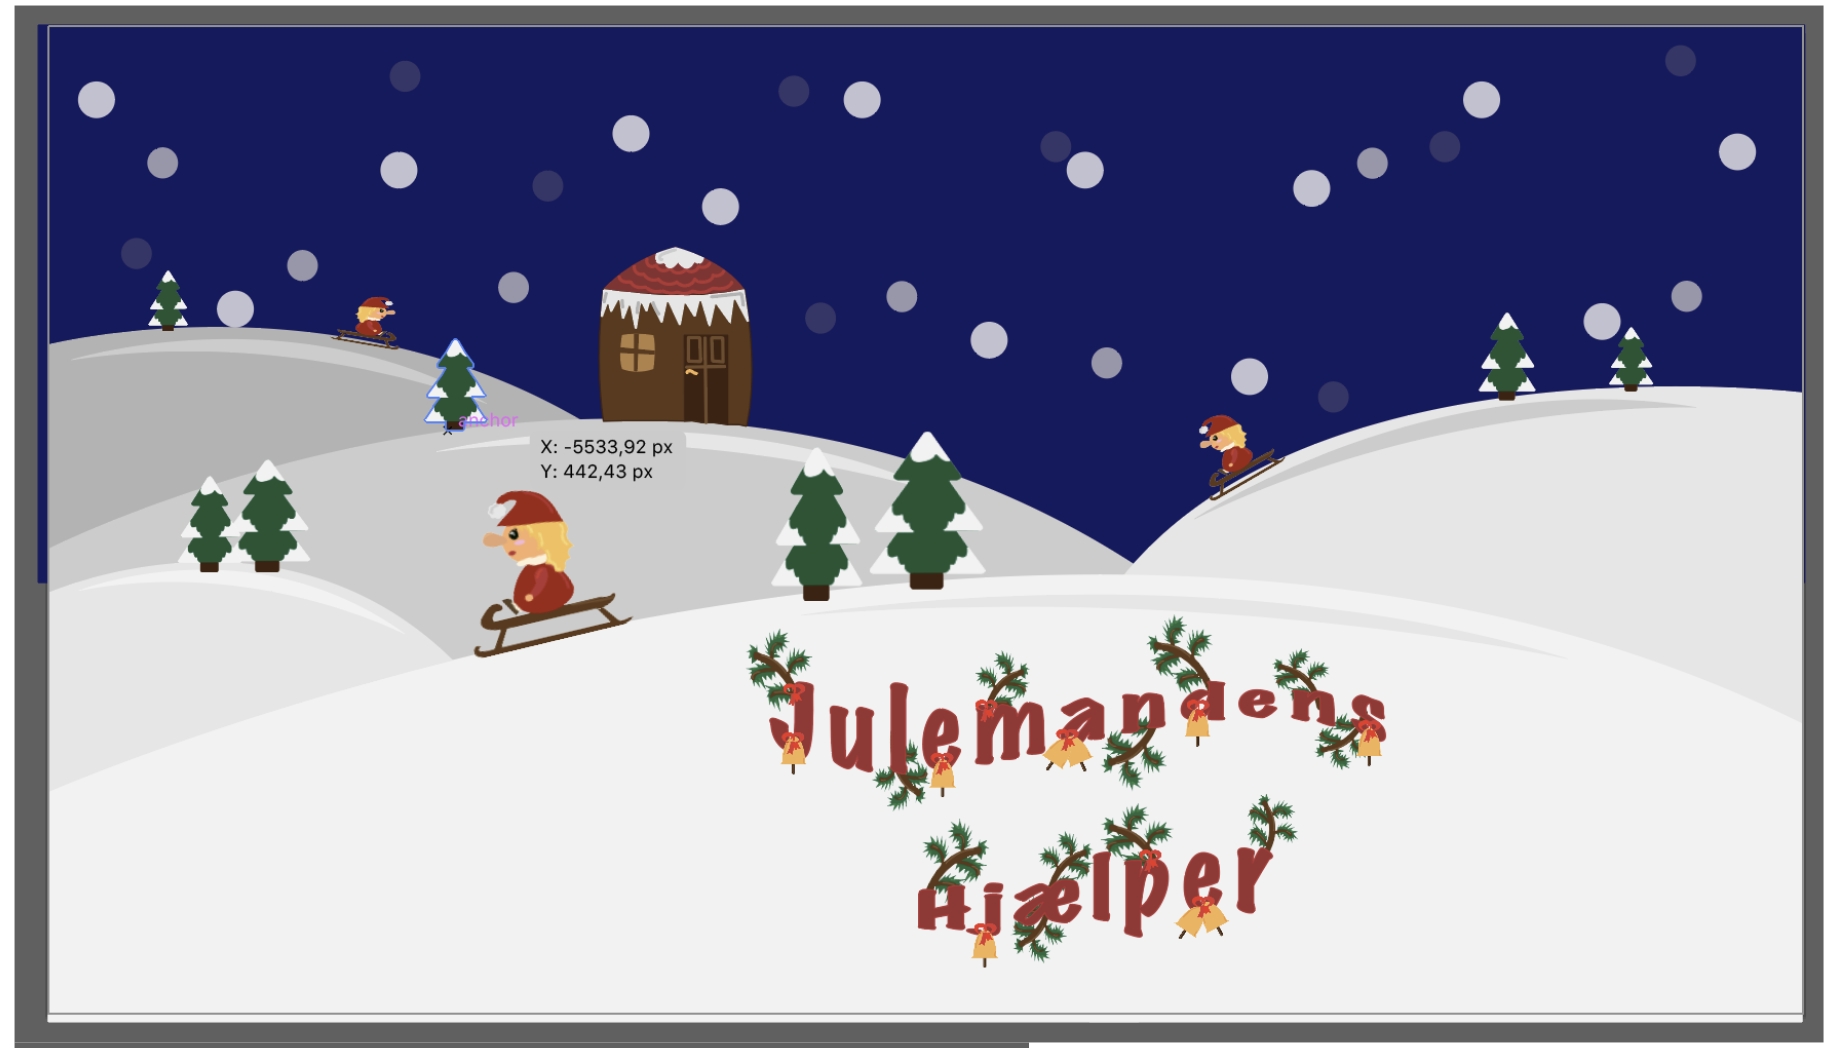 anchor
X: -5533,92 px
Y: 442,43 px
Julemandens
Hjælper